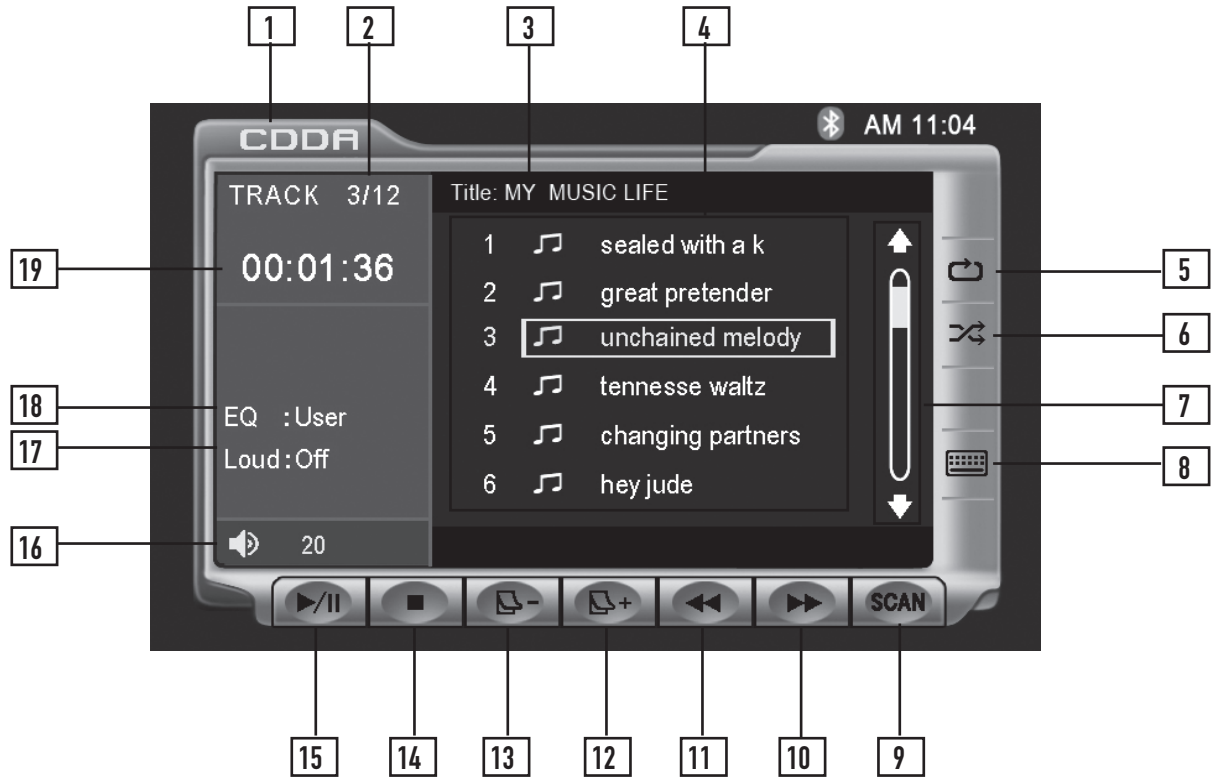 1 2 3 4
CDDA AM 11:04
TRACK 3/12
00:01:36
EQ :User
Loud:Off
20
Title: MY MUSIC LIFE
1 sealed with a k
2 great pretender
3 unchained melody
4 tennesse waltz
5 changing partners
6 hey jude
- + SCAN
19
18
17
16
5
6
7
8
15 14 13 12 11 10 9